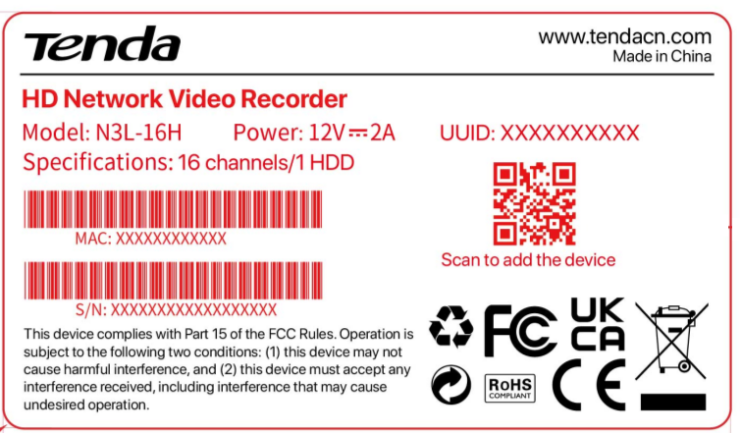 Tenda
www.tendacn.com
Made in China
HD Network Video Recorder
Model: N3L-16H Power: 12V⎓2A UUID: XXXXXXXXXX
Specifications: 16 channels/1 HDD
MAC: XXXXXXXXXXXX
Scan to add the device
S/N: XXXXXXXXXXXXXXXXXX
This device complies with Part 15 of the FCC Rules. Operation is
subject to the following two conditions: (1) this device may not
cause harmful interference, and (2) this device must accept any
interference received, including interference that may cause
undesired operation.
FC
UK
CA
RoHS
COMPLIANT
CE